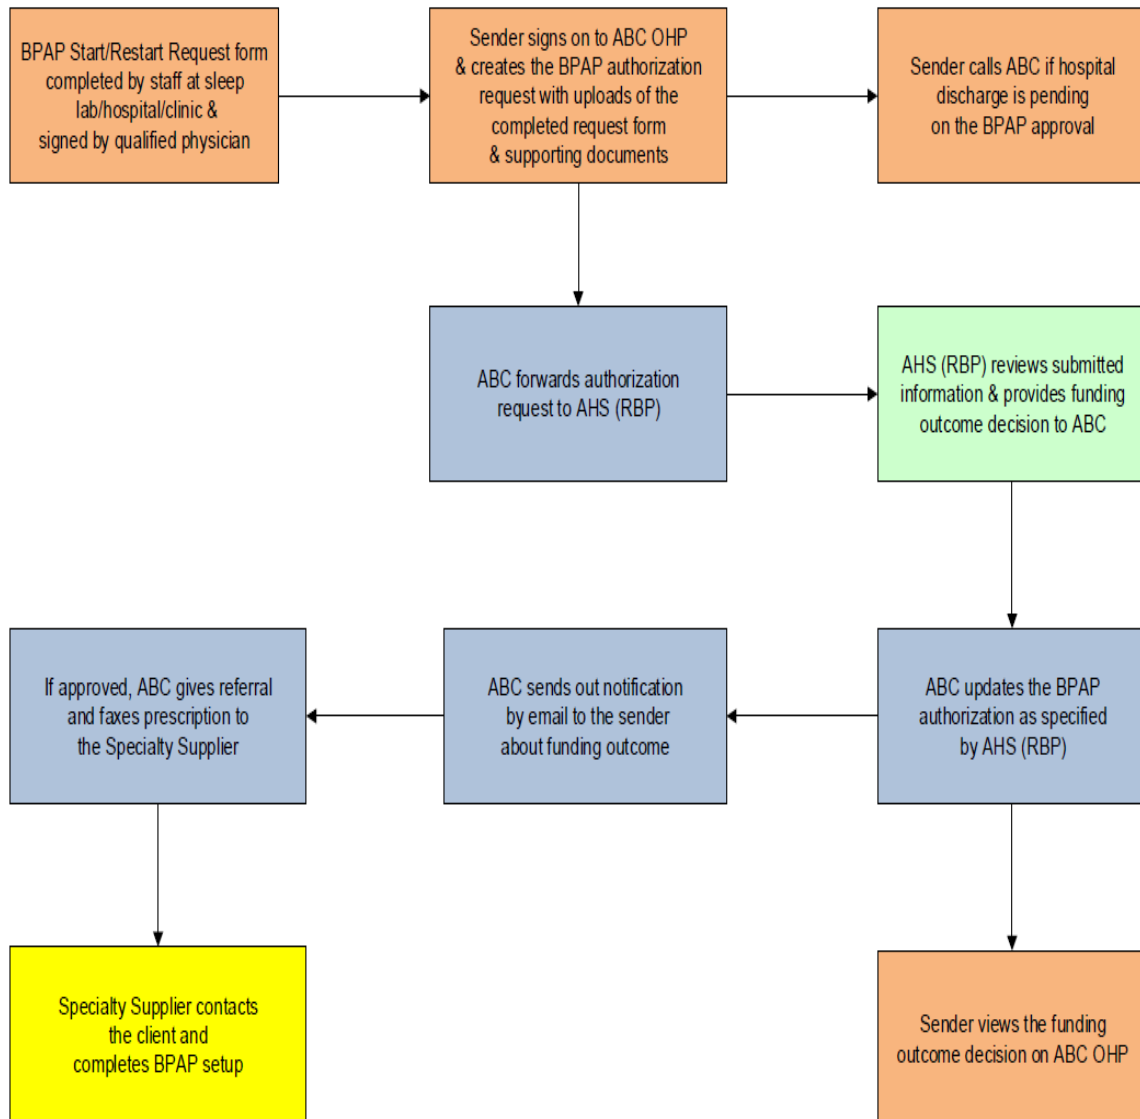 BPAP Start/Restart Request form
completed by staff at sleep
lab/hospital/clinic &
signed by qualified physician
Sender signs on to ABC OHP
& creates the BPAP authorization
request with uploads of the
completed request form
& supporting documents
Sender calls ABC if hospital
discharge is pending
on the BPAP approval
ABC forwards authorization
request to AHS (RBP)
AHS (RBP) reviews submitted
information & provides funding
outcome decision to ABC
If approved, ABC gives referral
and faxes prescription to
the Specialty Supplier
ABC sends out notification
by email to the sender
about funding outcome
ABC updates the BPAP
authorization as specified
by AHS (RBP)
Specialty Supplier contacts
the client and
completes BPAP setup
Sender views the funding
outcome decision on ABC OHP